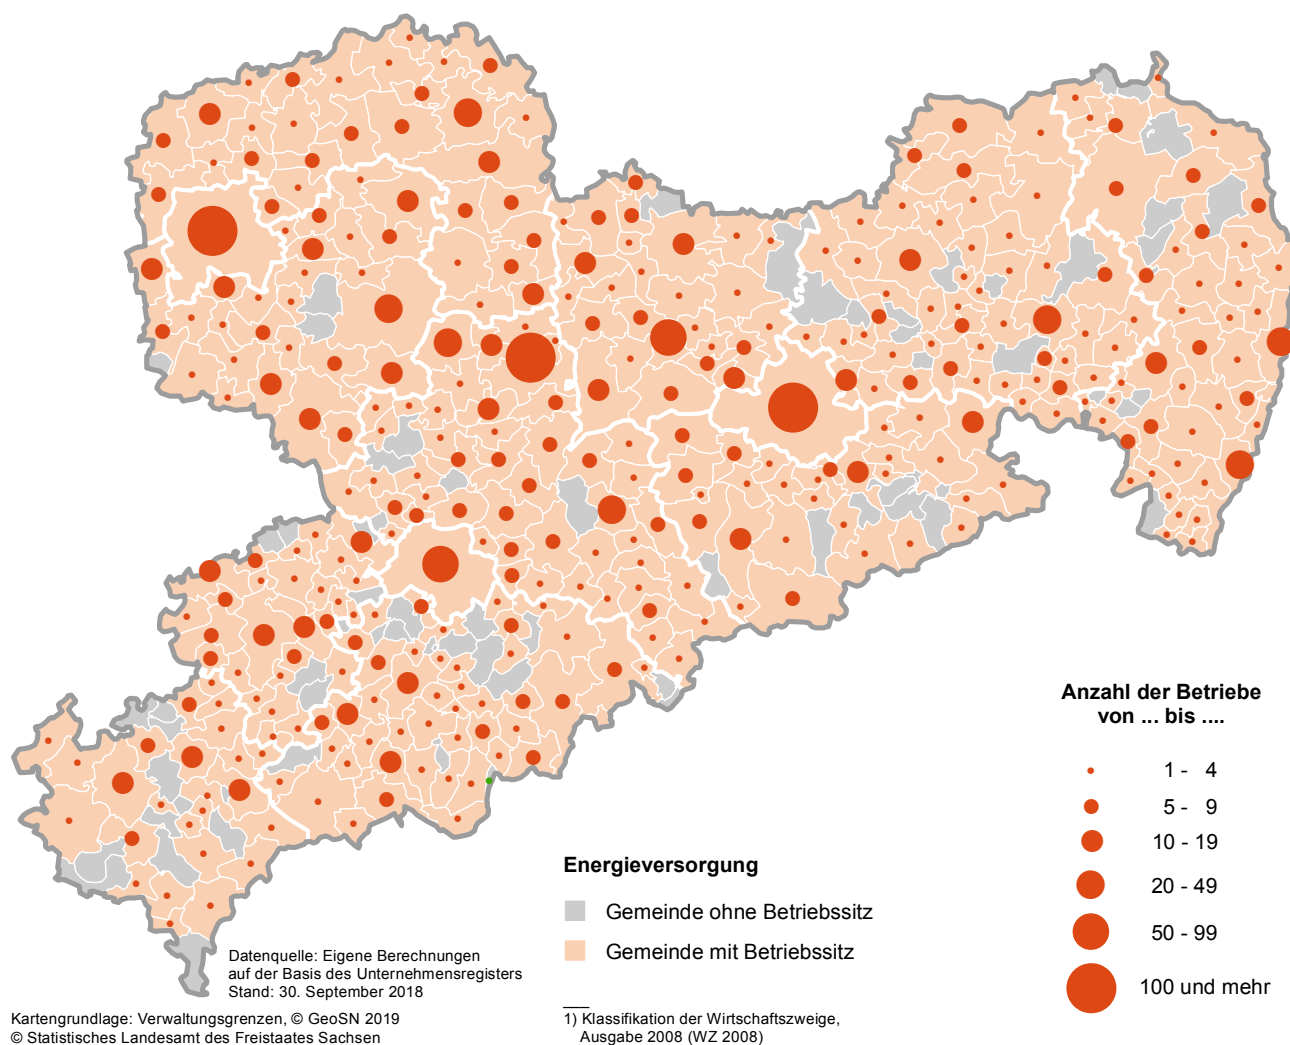 Anzahl der Betriebe
von ... bis ....
1 - 4
5 - 9
10 - 19
20 - 49
50 - 99
100 und mehr
Energieversorgung
Gemeinde ohne Betriebssitz
Gemeinde mit Betriebssitz
Datenquelle: Eigene Berechnungen
auf der Basis des Unternehmensregisters
Stand: 30. September 2018
Kartengrundlage: Verwaltungsgrenzen, © GeoSN 2019
© Statistisches Landesamt des Freistaates Sachsen
1) Klassifikation der Wirtschaftszweige,
Ausgabe 2008 (WZ 2008)